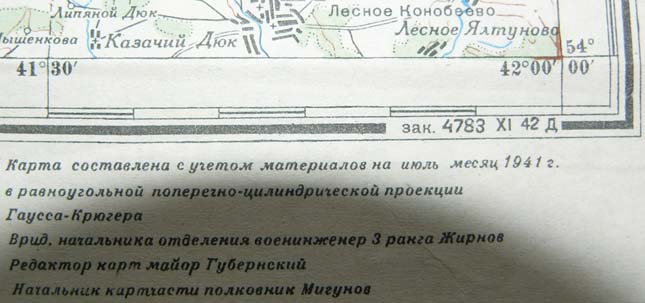 Липяной Дюк
Лесное Конобеево
Лесное Ялтуново
Казачий Дюк
54°
41° 30′
42°00′ 00′
зак. 4783 XI 42 Д
Карта составлена с учетом материалов на июль месяц 1941 г.
в равноугольной поперечно-цилиндрической проекции
Гаусса-Крюгера
Врид. начальника отделения военинженер 3 ранга Жирнов
Редактор карт майор Губернский
Начальник картчасти полковник Мигунов